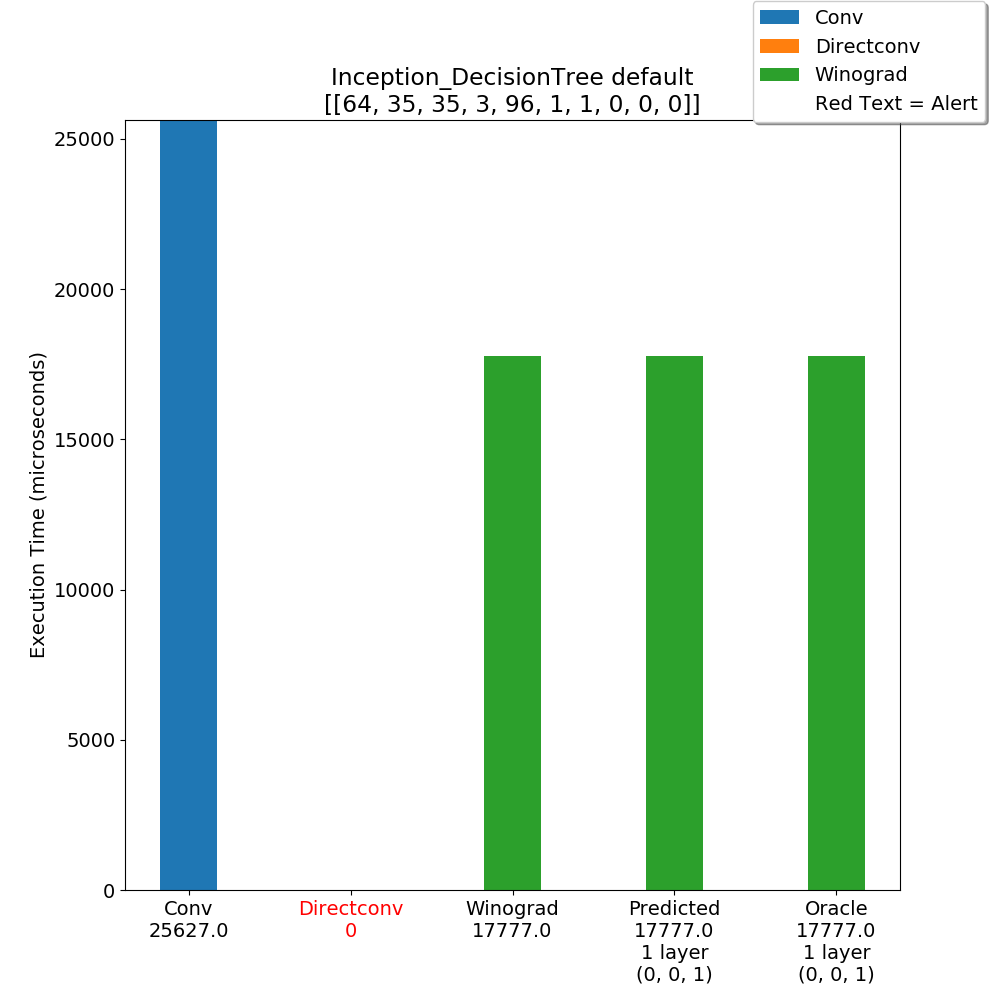 Conv
Directconv
Winograd
Red Text = Alert
Inception_DecisionTree default
[[64, 35, 35, 3, 96, 1, 1, 0, 0, 0]]
Execution Time (microseconds)
25000
20000
15000
10000
5000
0
Conv
25627.0
Directconv
0
Winograd
17777.0
Predicted
17777.0
1 layer
(0, 0, 1)
Oracle
17777.0
1 layer
(0, 0, 1)